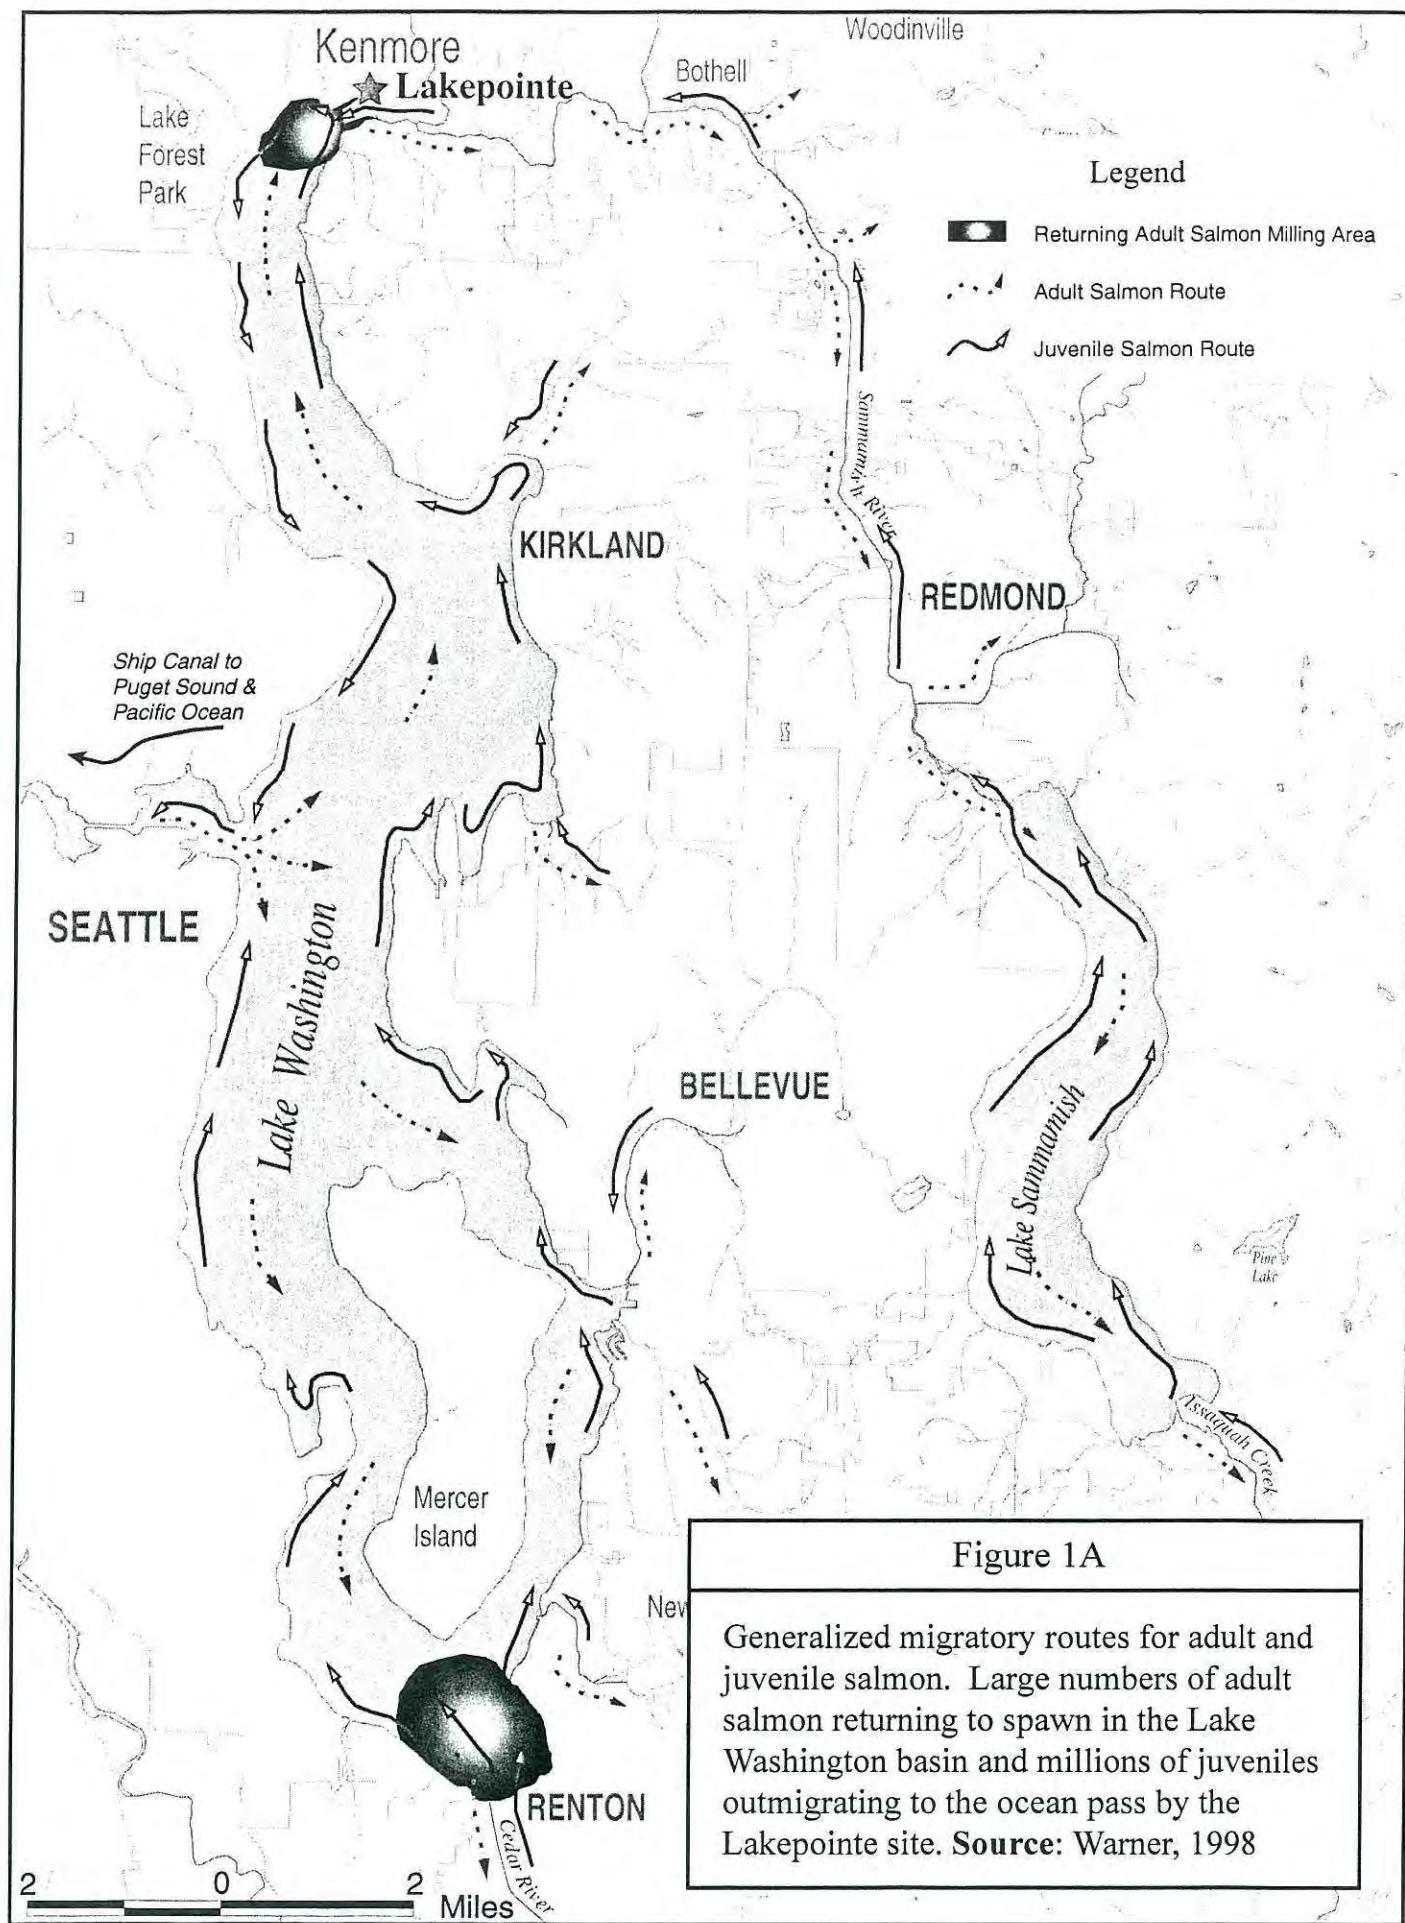 Woodinville
Kenmore
Lakepointe
Bothell
Lake
Forest
Park
Legend
Returning Adult Salmon Milling Area
Adult Salmon Route
Juvenile Salmon Route
Sammamish River
KIRKLAND
REDMOND
Ship Canal to
Puget Sound &
Pacific Ocean
SEATTLE
Lake Washington
BELLEVUE
Lake Sammamish
Pine
Lake
Issaquah Creek
Mercer
Island
New
RENTON
Cedar River
2 0 2
Miles
Figure 1A
Generalized migratory routes for adult and
juvenile salmon. Large numbers of adult
salmon returning to spawn in the Lake
Washington basin and millions of juveniles
outmigrating to the ocean pass by the
Lakepointe site. Source: Warner, 1998